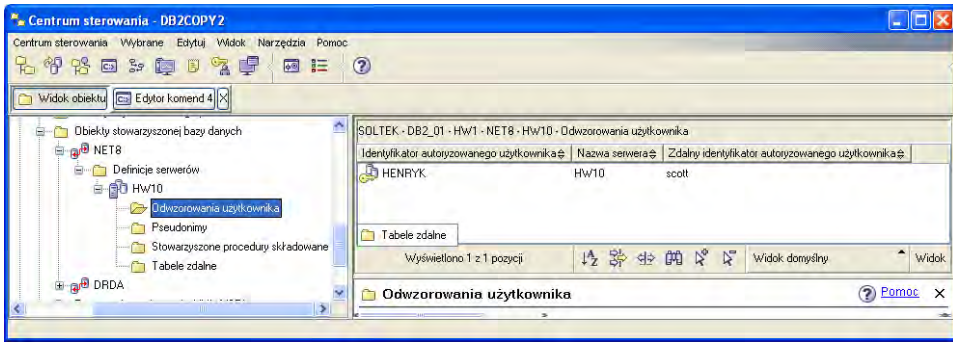 Centrum sterowania - DB2COPY2
Centrum sterowania Wybrane Edytuj Widok Narzędzia Pomoc
Widok obiektu Edytor komend 4
Obiekty stowarzyszonej bazy danych
NET8
Definicje serwerów
HW10
Odwzorowania użytkownika
Pseudonimy
Stowarzyszone procedury składowane
Tabele zdalne
DRDA
SOLTEK - DB2_01 - HW1 - NET8 - HW10 - Odwzorowania użytkownika
Identyfikator autoryzowanego użytkownika Nazwa serwera Zdalny identyfikator autoryzowanego użytkownika
HENRYK HW10 scott
Tabele zdalne
Wyświetlono 1 z 1 pozycji Widok domyślny Widok
Odwzorowania użytkownika Pomoc